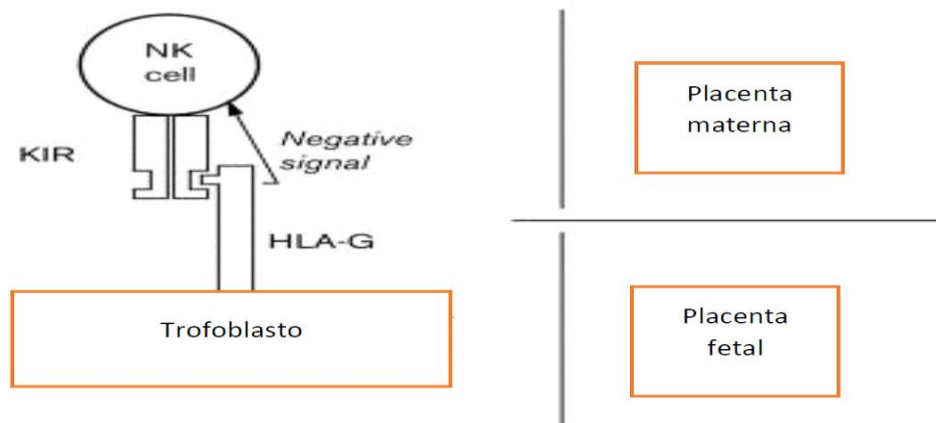 NK
cell
KIR
Negative
signal
HLA-G
Trofoblasto
Placenta
materna
Placenta
fetal